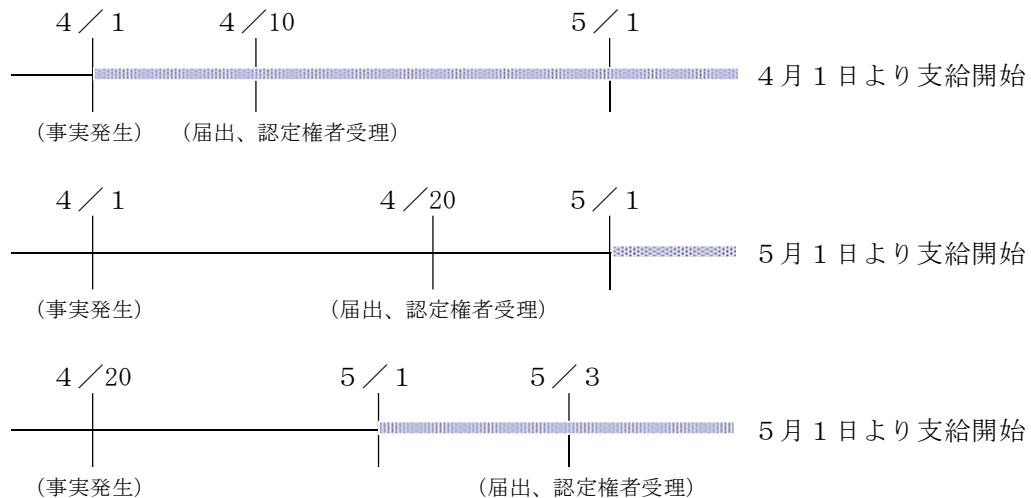 ４／１　４／10　５／１
４月１日より支給開始
（事実発生）　（届出、認定権者受理）
４／１　４／20　５／１
５月１日より支給開始
（事実発生）　（届出、認定権者受理）
４／20　５／１　５／３
５月１日より支給開始
（事実発生）　（届出、認定権者受理）